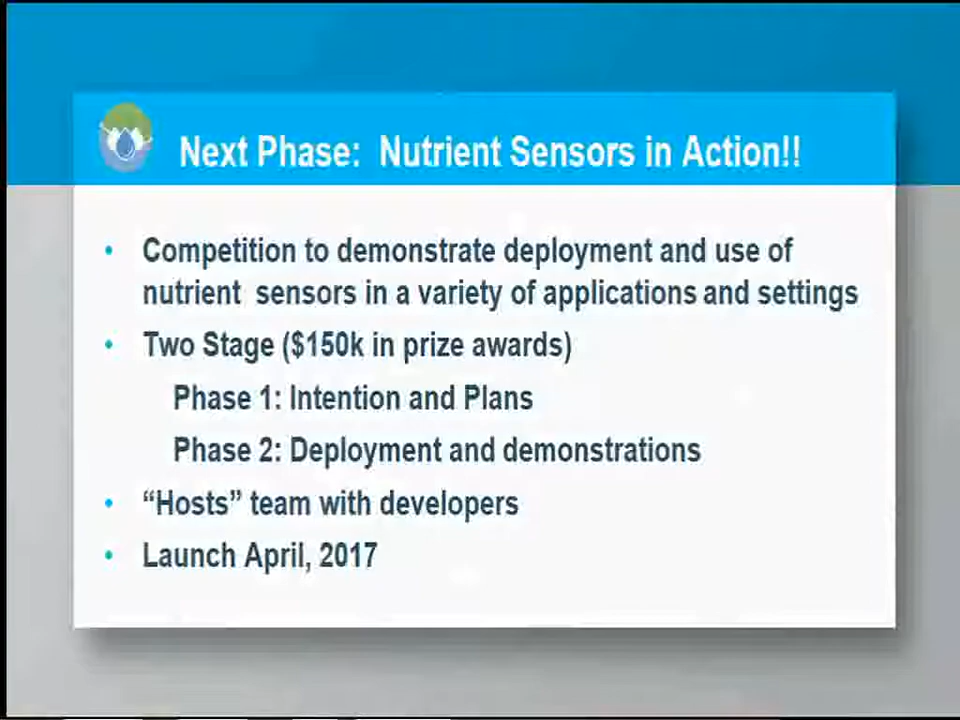 Next Phase: Nutrient Sensors in Action!!
• Competition to demonstrate deployment and use of
nutrient sensors in a variety of applications and settings
• Two Stage ($150k in prize awards)
Phase 1: Intention and Plans
Phase 2: Deployment and demonstrations
• “Hosts” team with developers
• Launch April, 2017